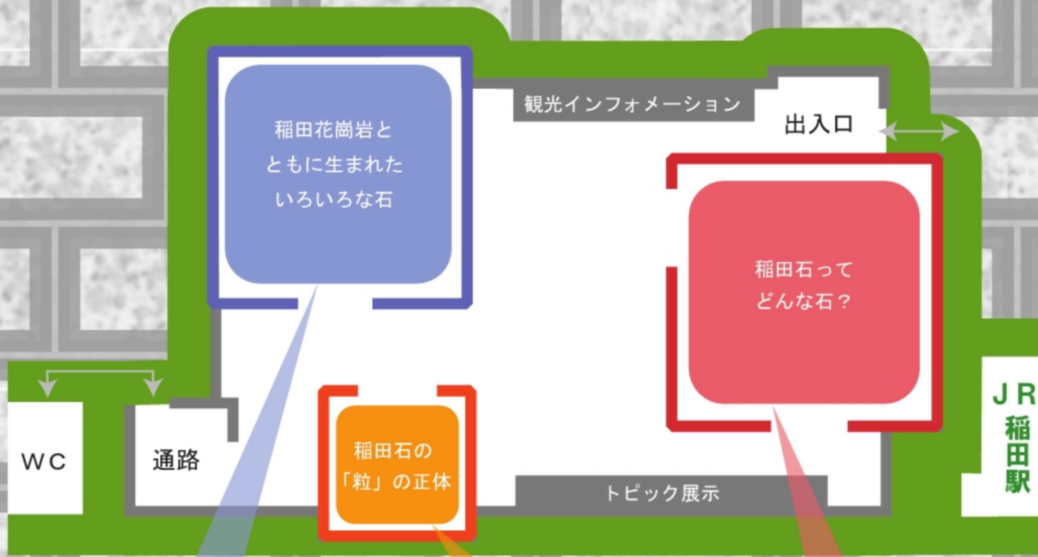 観光インフォメーション
稲田花崗岩と
ともに生まれた
いろいろな石
出入口
稲田石って
どんな石？
JR
稲田駅
WC
通路
稲田石の
「粒」の正体
トピック展示